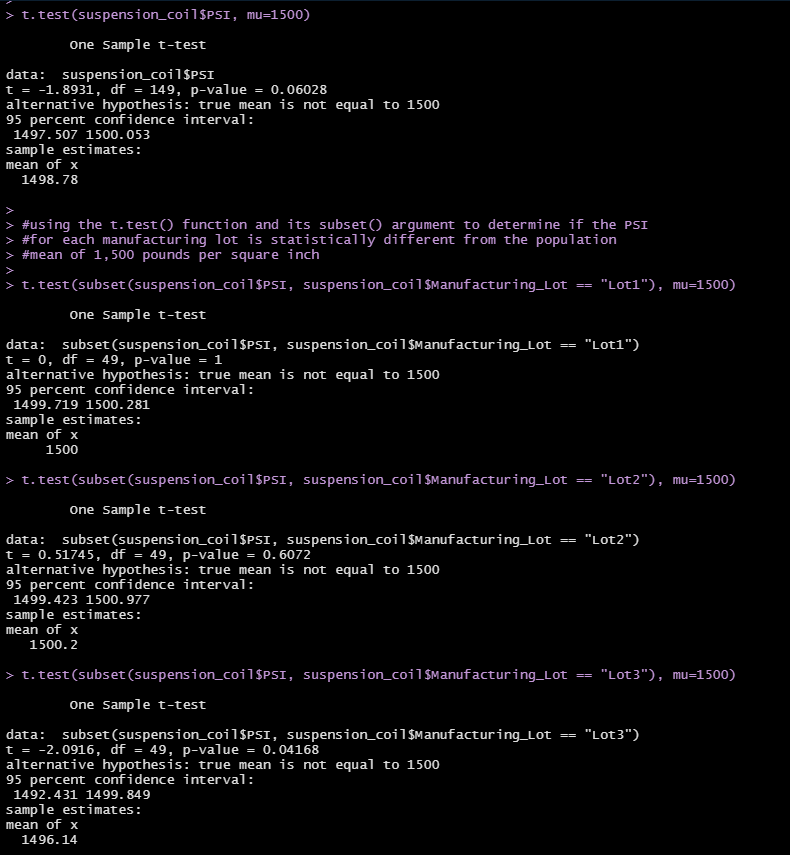 >
> t.test(suspension_coil$PSI, mu=1500)
One Sample t-test
data:  suspension_coil$PSI
t = -1.8931, df = 149, p-value = 0.06028
alternative hypothesis: true mean is not equal to 1500
95 percent confidence interval:
1497.507 1500.053
sample estimates:
mean of x
1498.78
>
> #using the t.test() function and its subset() argument to determine if the PSI
> #for each manufacturing lot is statistically different from the population
> #mean of 1,500 pounds per square inch
>
> t.test(subset(suspension_coil$PSI, suspension_coil$Manufacturing_Lot == "Lot1"), mu=1500)
One Sample t-test
data:  subset(suspension_coil$PSI, suspension_coil$Manufacturing_Lot == "Lot1")
t = 0, df = 49, p-value = 1
alternative hypothesis: true mean is not equal to 1500
95 percent confidence interval:
1499.719 1500.281
sample estimates:
mean of x
1500
> t.test(subset(suspension_coil$PSI, suspension_coil$Manufacturing_Lot == "Lot2"), mu=1500)
One Sample t-test
data:  subset(suspension_coil$PSI, suspension_coil$Manufacturing_Lot == "Lot2")
t = 0.51745, df = 49, p-value = 0.6072
alternative hypothesis: true mean is not equal to 1500
95 percent confidence interval:
1499.423 1500.977
sample estimates:
mean of x
1500.2
> t.test(subset(suspension_coil$PSI, suspension_coil$Manufacturing_Lot == "Lot3"), mu=1500)
One Sample t-test
data:  subset(suspension_coil$PSI, suspension_coil$Manufacturing_Lot == "Lot3")
t = -2.0916, df = 49, p-value = 0.04168
alternative hypothesis: true mean is not equal to 1500
95 percent confidence interval:
1492.431 1499.849
sample estimates:
mean of x
1496.14